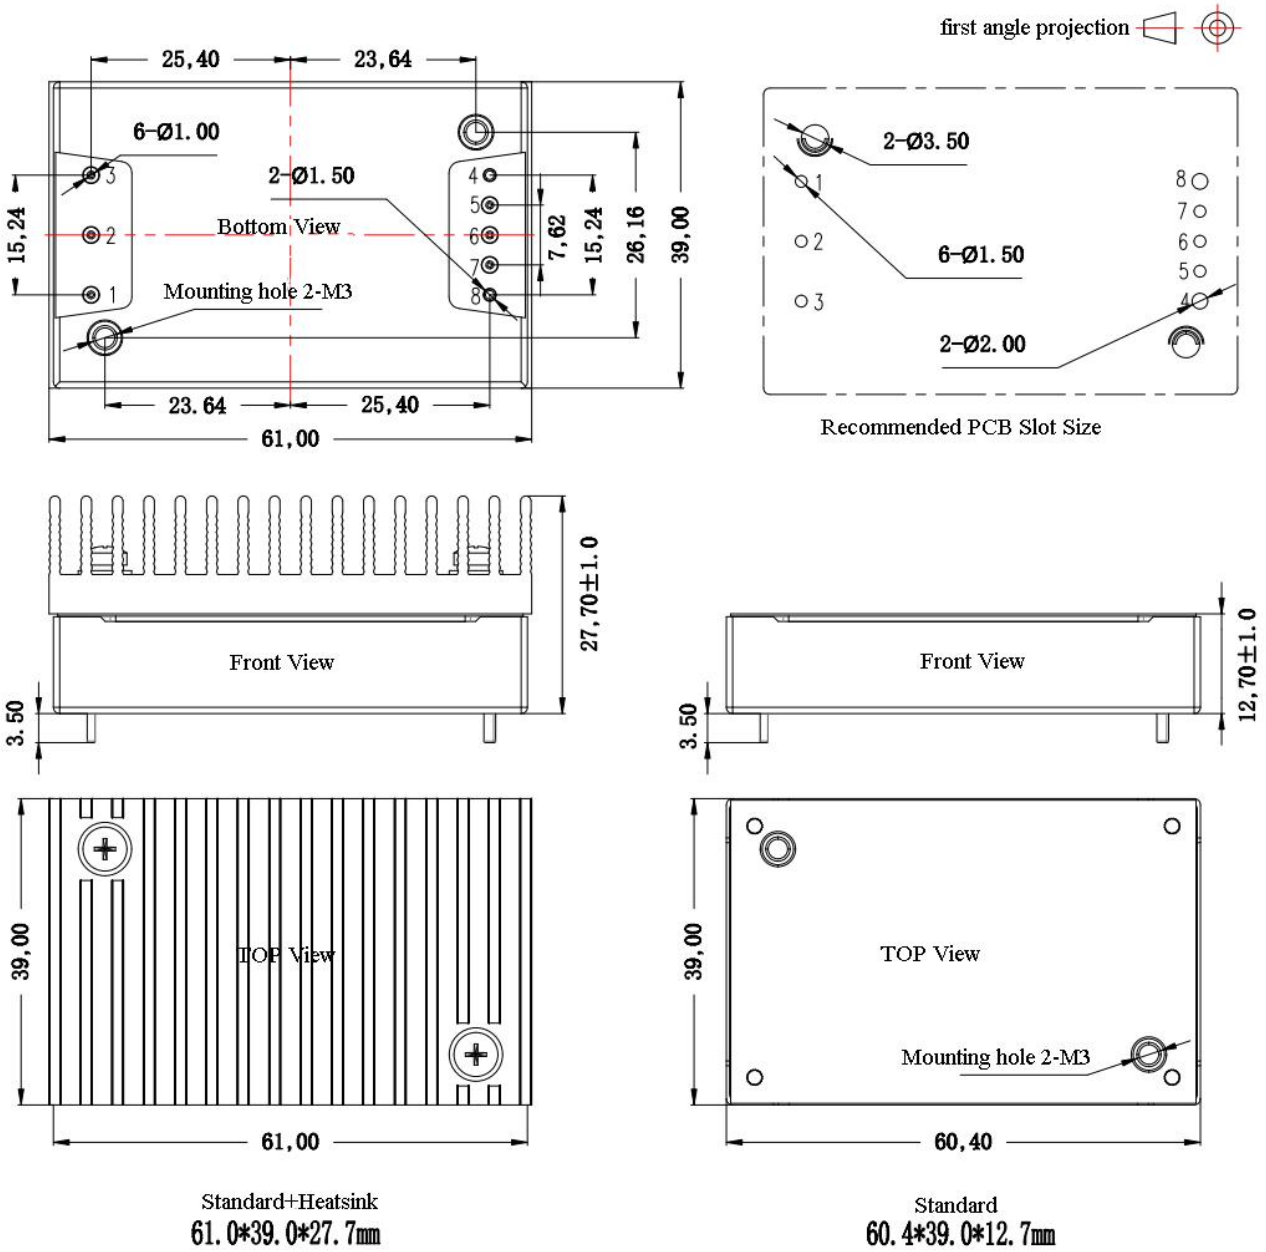 first angle projection
25,40
23,64
6-Ø1.00
2-Ø3.50
3
2-Ø1.50
4
1
8
5
7
15,24
Bottom View
2
6
7,62
15,24
26,16
39,00
2
6
7
6-Ø1.50
5
1
Mounting hole 2-M3
8
3
4
2-Ø2.00
23.64
25,40
Recommended PCB Slot Size
61,00
27,70±1.0
Front View
Front View
12,70±1.0
3.50
3.50
39,00
TOP View
39,00
TOP View
Mounting hole 2-M3
61,00
60,40
Standard+Heatsink
Standard
61.0*39.0*27.7mm
60.4*39.0*12.7mm